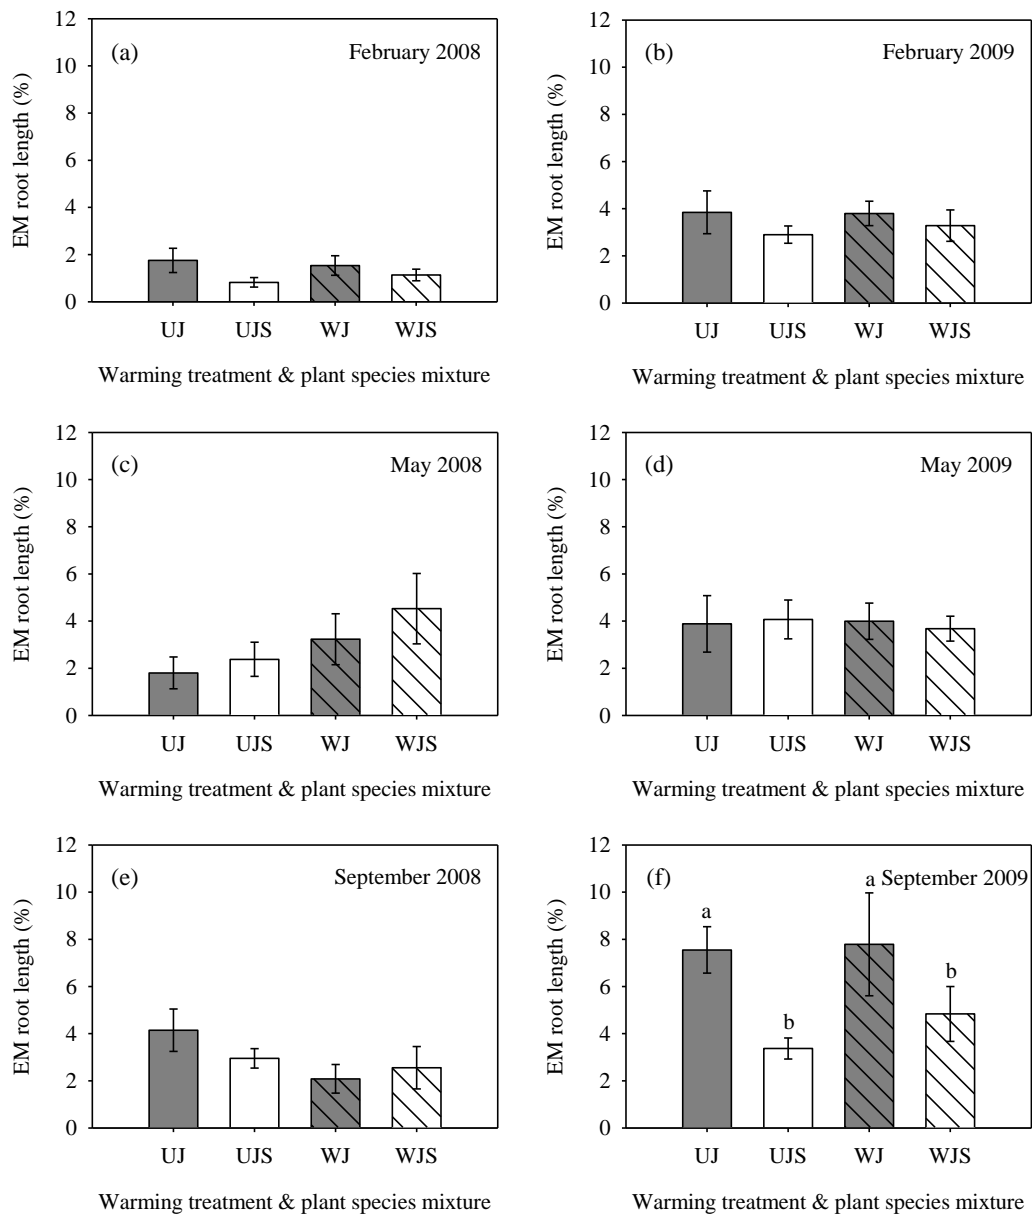 (a) February 2008
EM root length (%)
12
10
8
6
4
2
0
UJ UJS WJ WJS
Warming treatment & plant species mixture
(b) February 2009
EM root length (%)
12
10
8
6
4
2
0
UJ UJS WJ WJS
Warming treatment & plant species mixture
(c) May 2008
EM root length (%)
12
10
8
6
4
2
0
UJ UJS WJ WJS
Warming treatment & plant species mixture
(d) May 2009
EM root length (%)
12
10
8
6
4
2
0
UJ UJS WJ WJS
Warming treatment & plant species mixture
(e) September 2008
EM root length (%)
12
10
8
6
4
2
0
UJ UJS WJ WJS
Warming treatment & plant species mixture
(f) September 2009
EM root length (%)
12
10
8
6
4
2
0
a b a b
UJ UJS WJ WJS
Warming treatment & plant species mixture